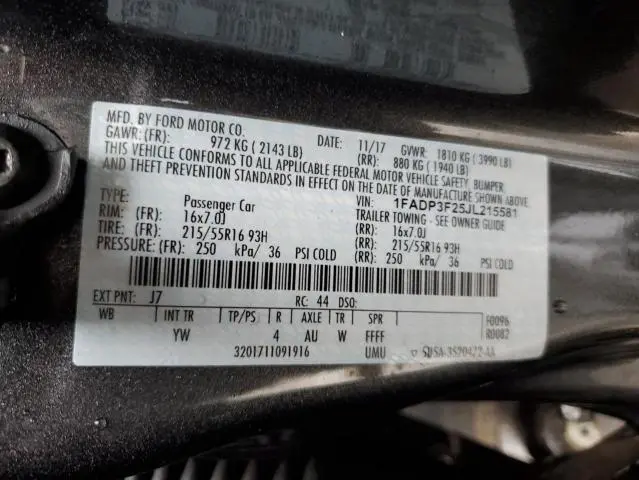 MFD. BY FORD MOTOR CO.
DATE: 11/17 GVWR: 1810 KG (3990 LB)
GAWR: (FR): 972 KG (2143 LB) (RR): 880 KG (1940 LB)
THIS VEHICLE CONFORMS TO ALL APPLICABLE FEDERAL MOTOR VEHICLE SAFETY, BUMPER,
AND THEFT PREVENTION STANDARDS IN EFFECT ON THE DATE OF MANUFACTURE SHOWN ABOVE.
VIN: 1FADP3F25JL215581
TYPE: Passenger Car TRAILER TOWING - SEE OWNER GUIDE
RIM: (FR): 16x7.0J (RR): 16x7.0J
TIRE: (FR): 215/55R16 93H (RR): 215/55R16 93H
PRESSURE: (FR): 250 kPa/ 36 PSI COLD (RR): 250 kPa/ 36 PSI COLD
EXT PNT: J7 RC: 44 DSO:
WB INT TR TP/PS R AXLE TR SPR F0096
YW 4 AU W FFFF R0082
3201711091916 UMU